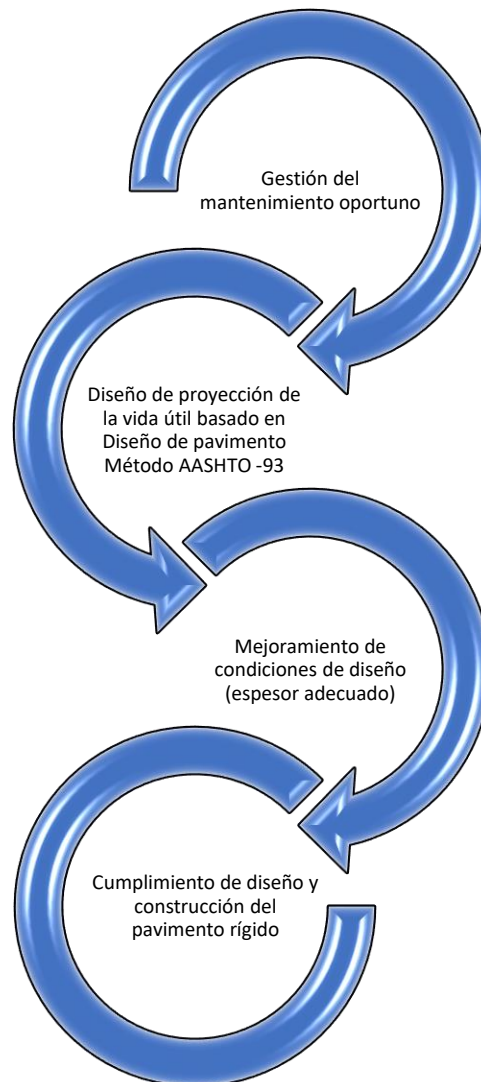 Gestión del
mantenimiento oportuno
Diseño de proyección de
la vida útil basado en
Diseño de pavimento
Método AASHTO -93
Mejoramiento de
condiciones de diseño
(espesor adecuado)
Cumplimiento de diseño y
construcción del
pavimento rígido